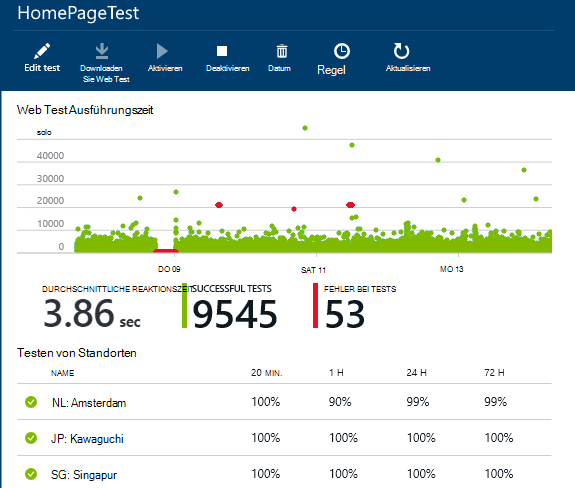 HomePageTest
Edit test
Downloaden
Sie Web Test
Aktivieren
Deaktivieren
Datum
Regel
Aktualisieren
Web Test Ausführungszeit
solo
40000
30000
20000
10000
0
DO 09
SAT 11
MO 13
DURCHSCHNITTLICHE REAKTIONSZEIT
3.86 sec
SUCCESSFUL TESTS
9545
FEHLER BEI TESTS
53
Testen von Standorten
NAME 20 MIN. 1 H 24 H 72 H
NL: Amsterdam 100% 90% 99% 99%
JP: Kawaguchi 100% 100% 100% 100%
SG: Singapur 100% 100% 100% 100%